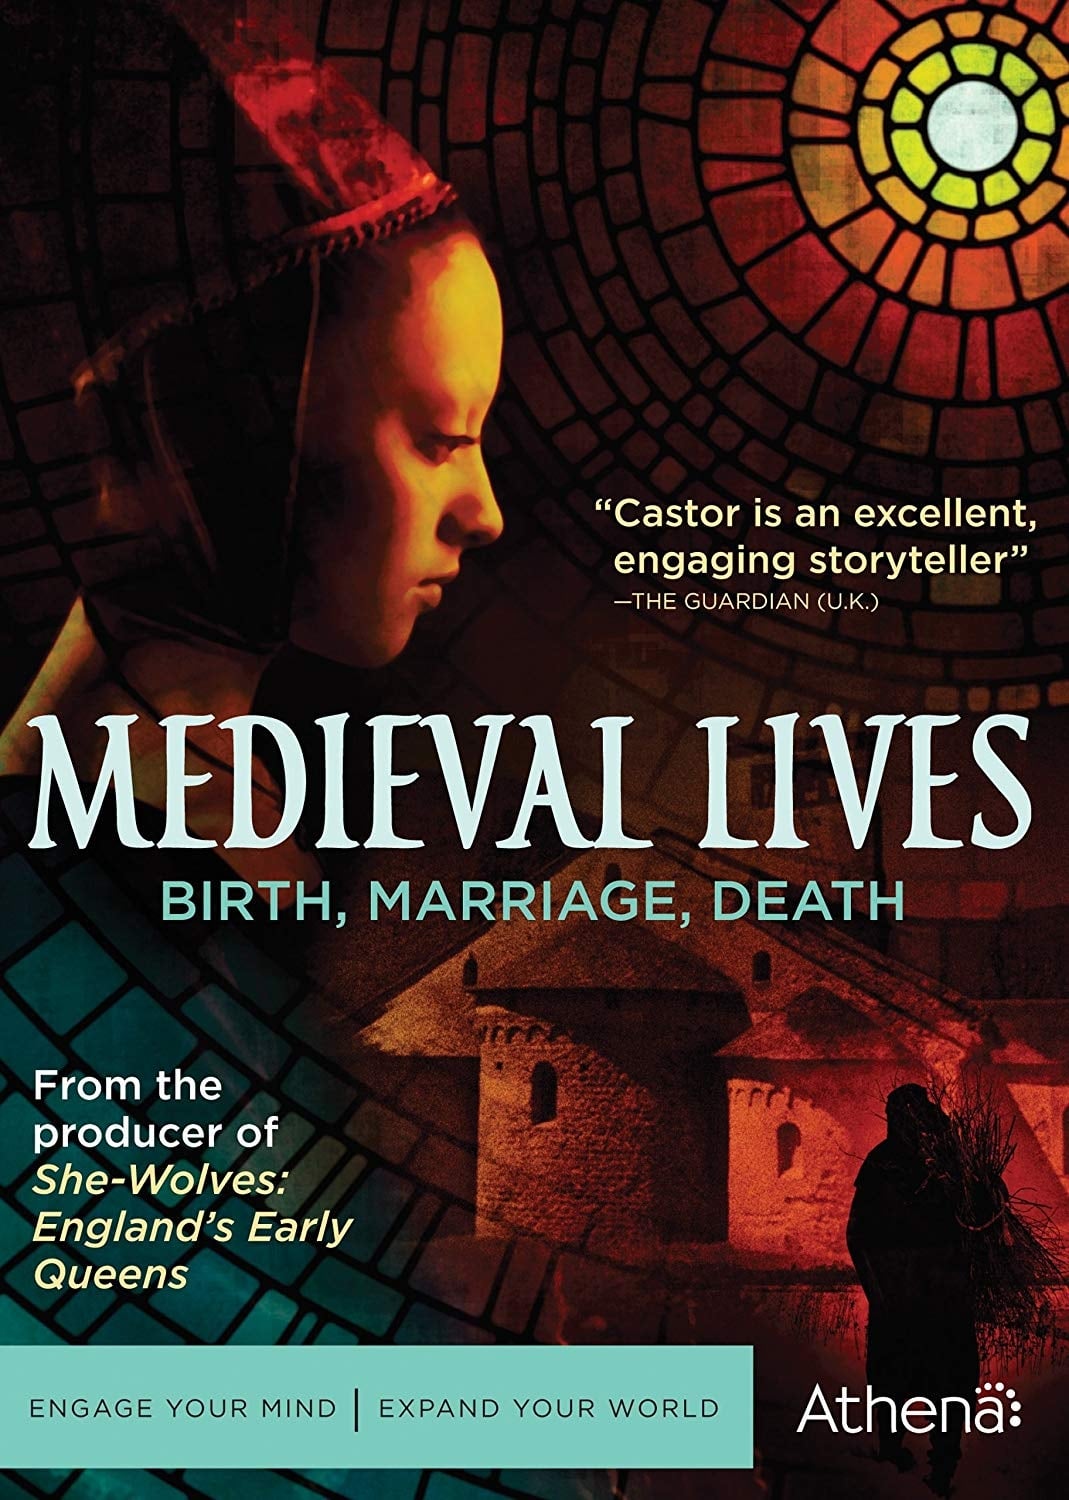 “Castor is an excellent,
engaging storyteller”
—THE GUARDIAN (U.K.)
MEDIEVAL LIVES
BIRTH, MARRIAGE, DEATH
From the
producer of
She-Wolves:
England’s Early
Queens
ENGAGE YOUR MIND | EXPAND YOUR WORLD
Athena